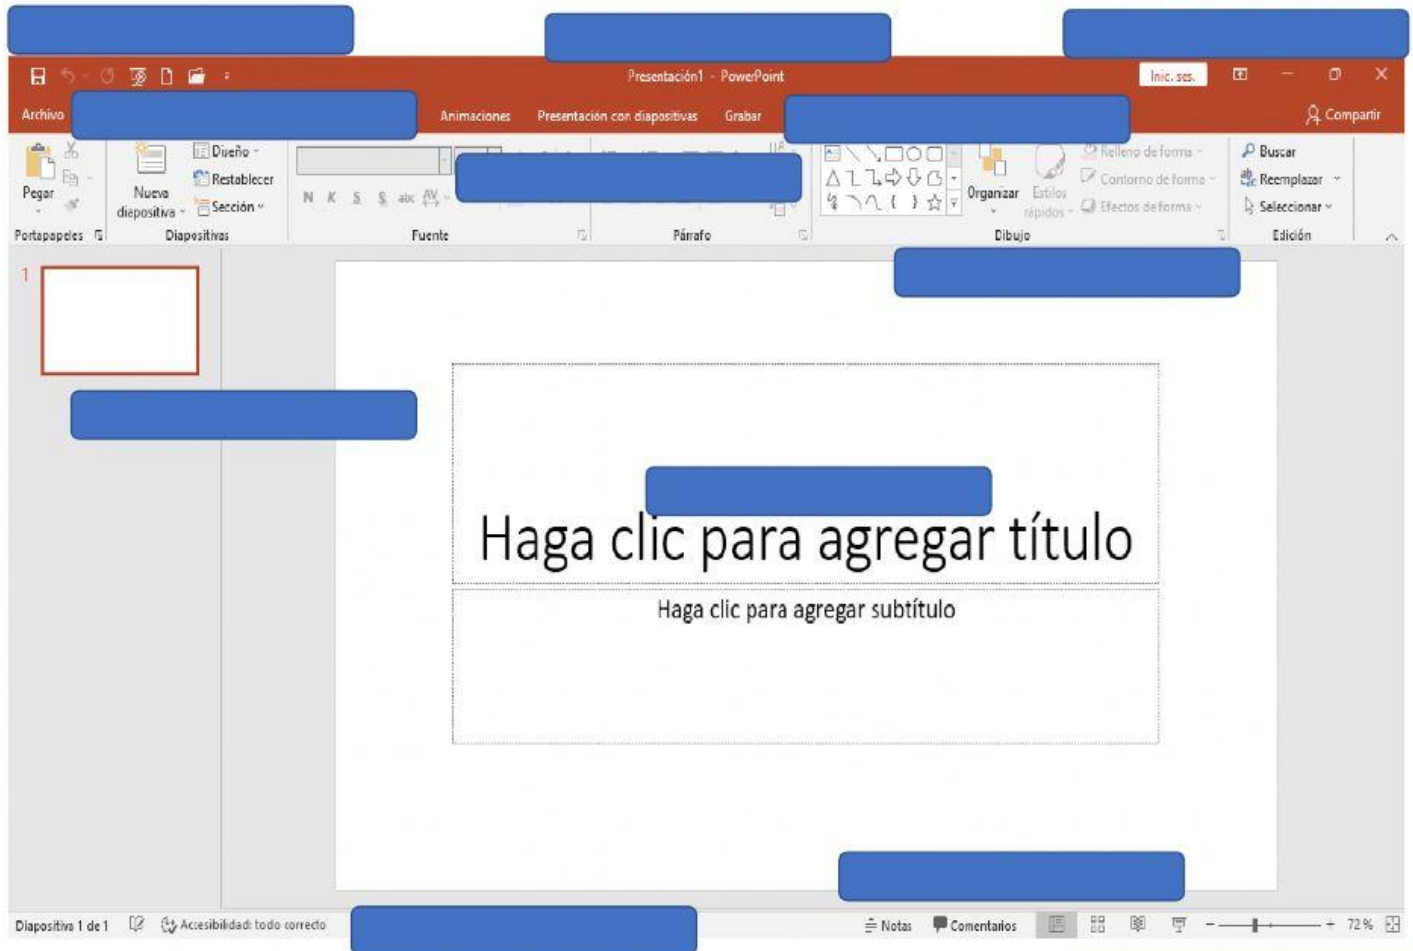 Presentación1 - PowerPoint
Inic. ses.
Archivo
Animaciones
Presentación con diapositivas
Grabar
Compartir
Pegar
Nueva
diapositiva
Diseño
Restablecer
Sección
N K S S abc AV
Organizar
Estilos
rápidos
Relleno de forma
Contorno de forma
Efectos de forma
Buscar
Reemplazar
Seleccionar
Portapapeles
Diapositivas
Fuente
Párrafo
Dibujo
Edición
1
Haga clic para agregar título
Haga clic para agregar subtítulo
Diapositiva 1 de 1
Accesibilidad: todo correcto
Notas
Comentarios
72 %